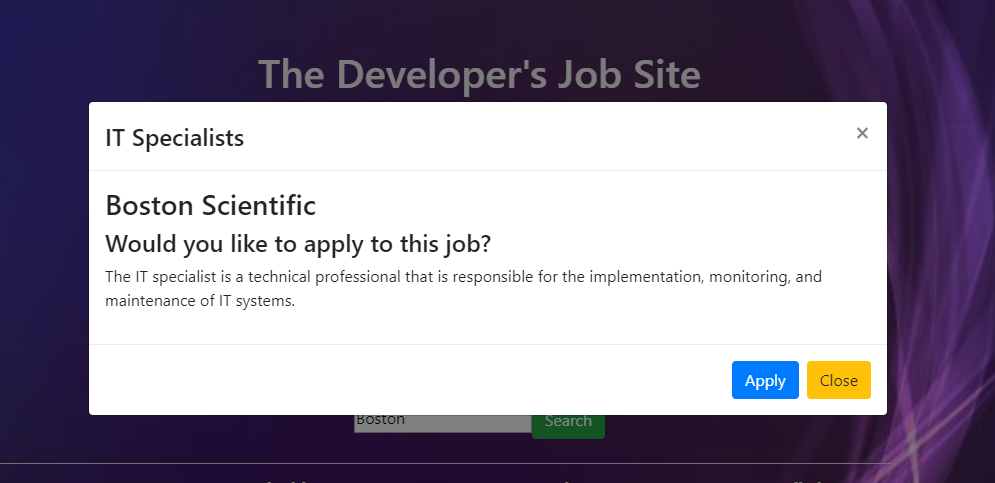 The Developer's Job Site
IT Specialists
×
Boston Scientific
Would you like to apply to this job?
The IT specialist is a technical professional that is responsible for the implementation, monitoring, and
maintenance of IT systems.
Apply Close
Boston Search